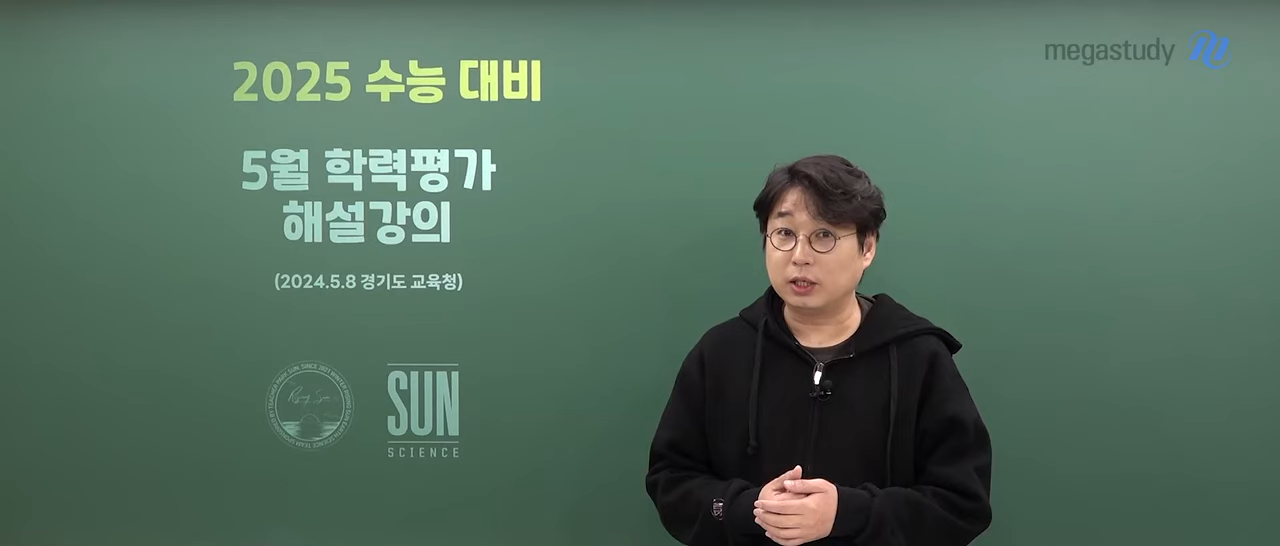 megastudy
2025 수능 대비
5월 학력평가
해설강의
(2024.5.8 경기도 교육청)
SUN
SCIENCE